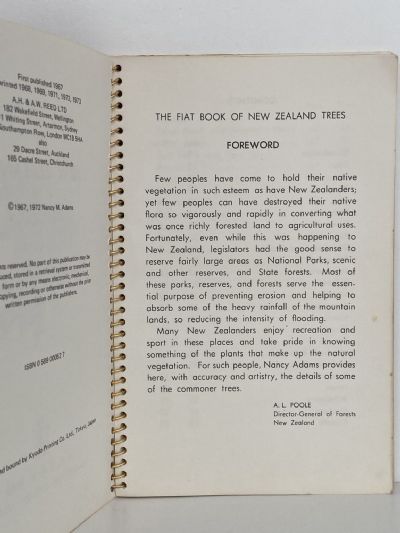 First published 1967
printed 1968, 1969, 1971, 1972, 1973
A.H. & A.W. REED LTD
182 Wakefield Street, Wellington
51 Whiting Street, Artarmon, Sydney
Southampton Row, London WC1B 5HA
also
29 Dacre Street, Auckland
165 Cashel Street, Christchurch
©1967, 1972 Nancy M. Adams
reserved. No part of this publication may be
stored in a retrieval system or transmitted
form or by any means electronic, mechanical,
copying, recording or otherwise without the prior
written permission of the publishers.
ISBN 0 589 00052 7
bound by Kyodo Printing Co. Ltd., Tokyo, Japan
THE FIAT BOOK OF NEW ZEALAND TREES
FOREWORD
Few peoples have come to hold their native
vegetation in such esteem as have New Zealanders;
yet few peoples can have destroyed their native
flora so vigorously and rapidly in converting what
was once richly forested land to agricultural uses.
Fortunately, even while this was happening to
New Zealand, legislators had the good sense to
reserve fairly large areas as National Parks, scenic
and other reserves, and State forests. Most of
these parks, reserves, and forests serve the essen-
tial purpose of preventing erosion and helping to
absorb some of the heavy rainfall of the mountain
lands, so reducing the intensity of flooding.
Many New Zealanders enjoy recreation and
sport in these places and take pride in knowing
something of the plants that make up the natural
vegetation. For such people, Nancy Adams provides
here, with accuracy and artistry, the details of some
of the commoner trees.
A. L. POOLE
Director-General of Forests
New Zealand